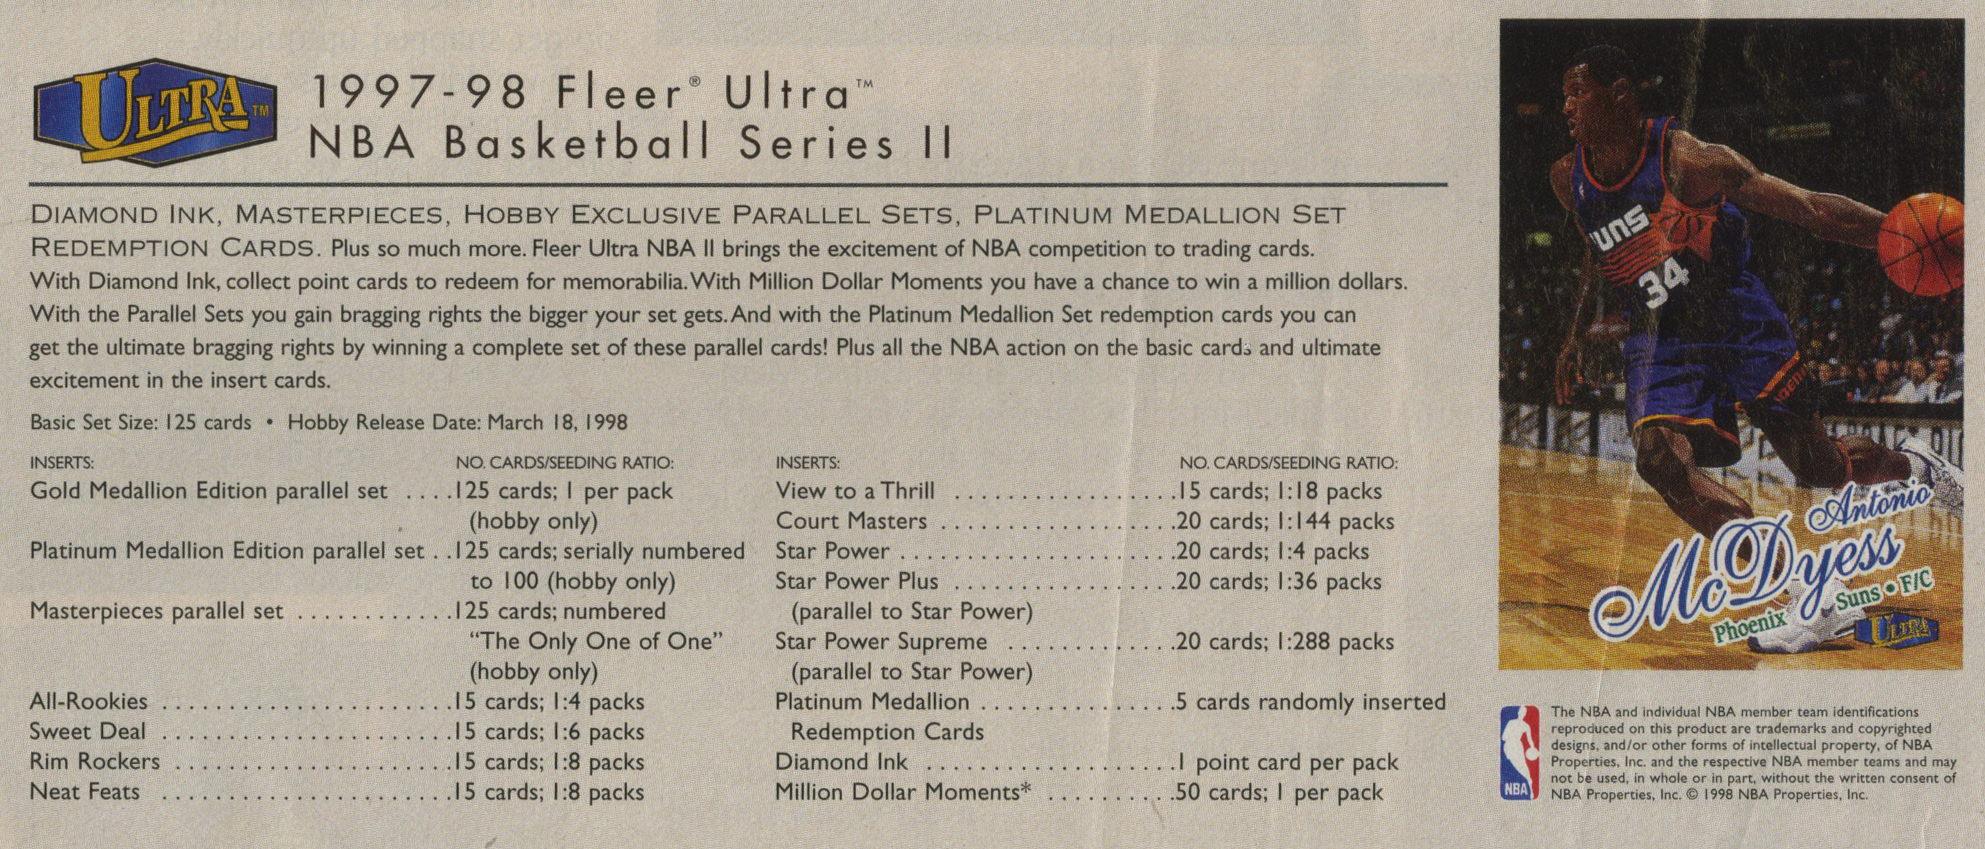 ULTRA™
1997-98 Fleer® Ultra™
NBA Basketball Series II
DIAMOND INK, MASTERPIECES, HOBBY EXCLUSIVE PARALLEL SETS, PLATINUM MEDALLION SET
REDEMPTION CARDS. Plus so much more. Fleer Ultra NBA II brings the excitement of NBA competition to trading cards.
With Diamond Ink, collect point cards to redeem for memorabilia. With Million Dollar Moments you have a chance to win a million dollars.
With the Parallel Sets you gain bragging rights the bigger your set gets. And with the Platinum Medallion Set redemption cards you can
get the ultimate bragging rights by winning a complete set of these parallel cards! Plus all the NBA action on the basic cards and ultimate
excitement in the insert cards.
Basic Set Size: 125 cards • Hobby Release Date: March 18, 1998
INSERTS: NO. CARDS/SEEDING RATIO:
Gold Medallion Edition parallel set ....125 cards; 1 per pack
(hobby only)
Platinum Medallion Edition parallel set ..125 cards; serially numbered
to 100 (hobby only)
Masterpieces parallel set ............125 cards; numbered
"The Only One of One"
(hobby only)
All-Rookies ......................15 cards; 1:4 packs
Sweet Deal ......................15 cards; 1:6 packs
Rim Rockers .....................15 cards; 1:8 packs
Neat Feats ......................15 cards; 1:8 packs
INSERTS: NO. CARDS/SEEDING RATIO:
View to a Thrill .................15 cards; 1:18 packs
Court Masters ..................20 cards; 1:144 packs
Star Power .....................20 cards; 1:4 packs
Star Power Plus .................20 cards; 1:36 packs
(parallel to Star Power)
Star Power Supreme .............20 cards; 1:288 packs
(parallel to Star Power)
Platinum Medallion ...............5 cards randomly inserted
Redemption Cards
Diamond Ink ...................1 point card per pack
Million Dollar Moments* ..........50 cards; 1 per pack
SUNS
34
Antonio
McDyess
Phoenix Suns • F/C
ULTRA
NBA
The NBA and individual NBA member team identifications
reproduced on this product are trademarks and copyrighted
designs, and/or other forms of intellectual property, of NBA
Properties, Inc. and the respective NBA member teams and may
not be used, in whole or in part, without the written consent of
NBA Properties, Inc. © 1998 NBA Properties, Inc.